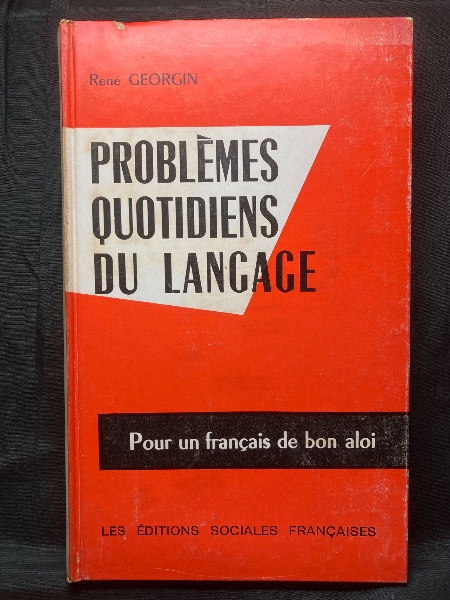 René GEORGIN
PROBLÈMES
QUOTIDIENS
DU LANGAGE
Pour un français de bon aloi
LES ÉDITIONS SOCIALES FRANÇAISES